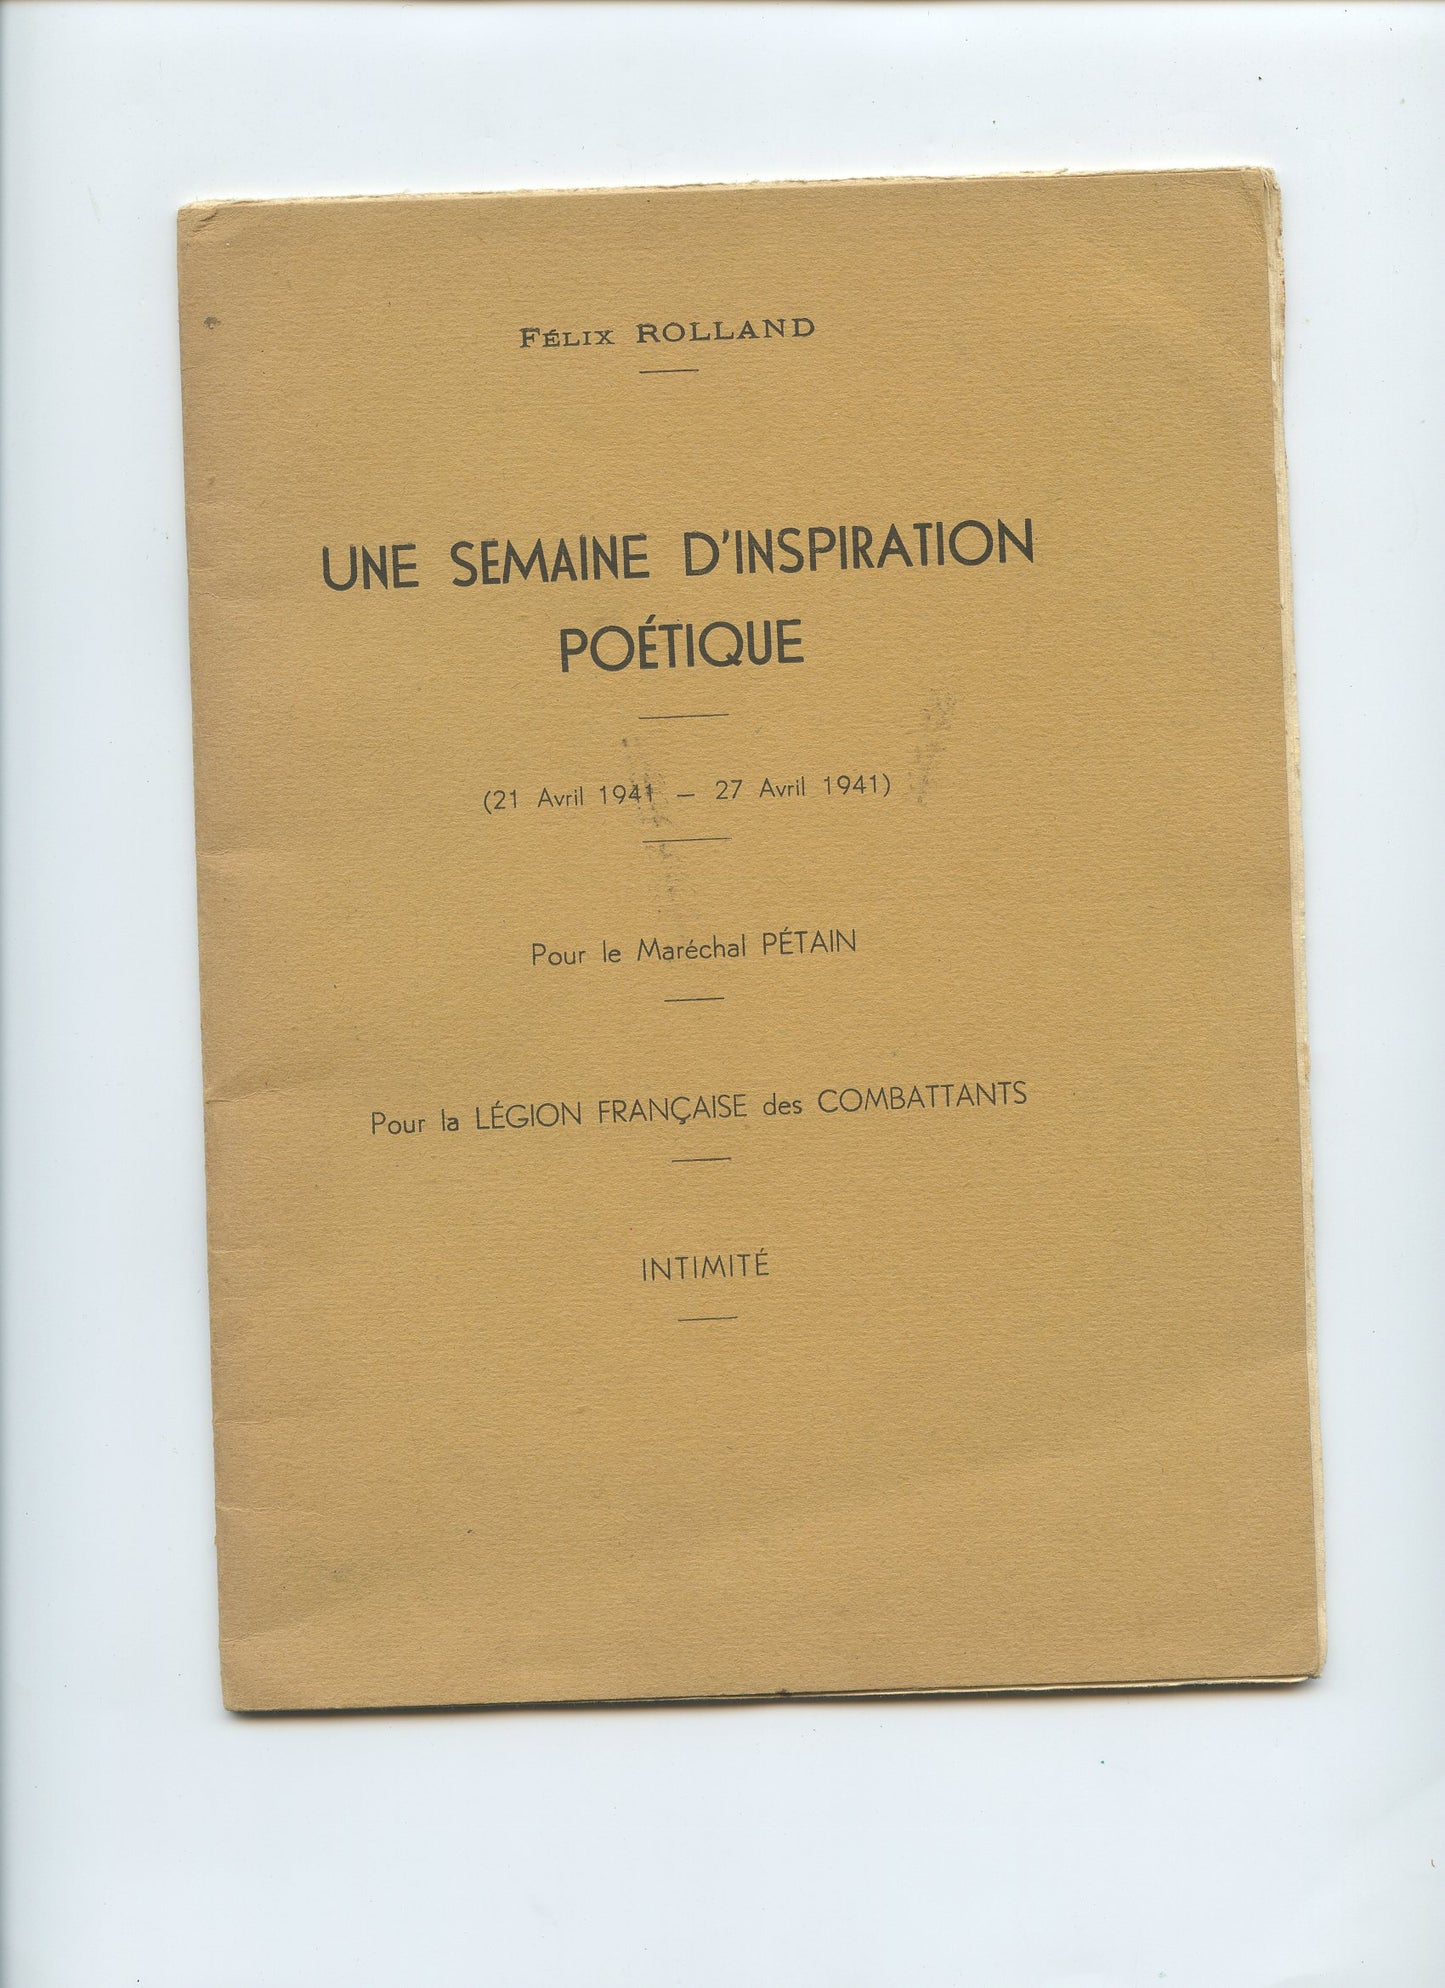 FÉLIX ROLLAND
UNE SEMAINE D'INSPIRATION
POÉTIQUE
(21 Avril 1941 — 27 Avril 1941)
Pour le Maréchal PÉTAIN
Pour la LÉGION FRANÇAISE des COMBATTANTS
INTIMITÉ